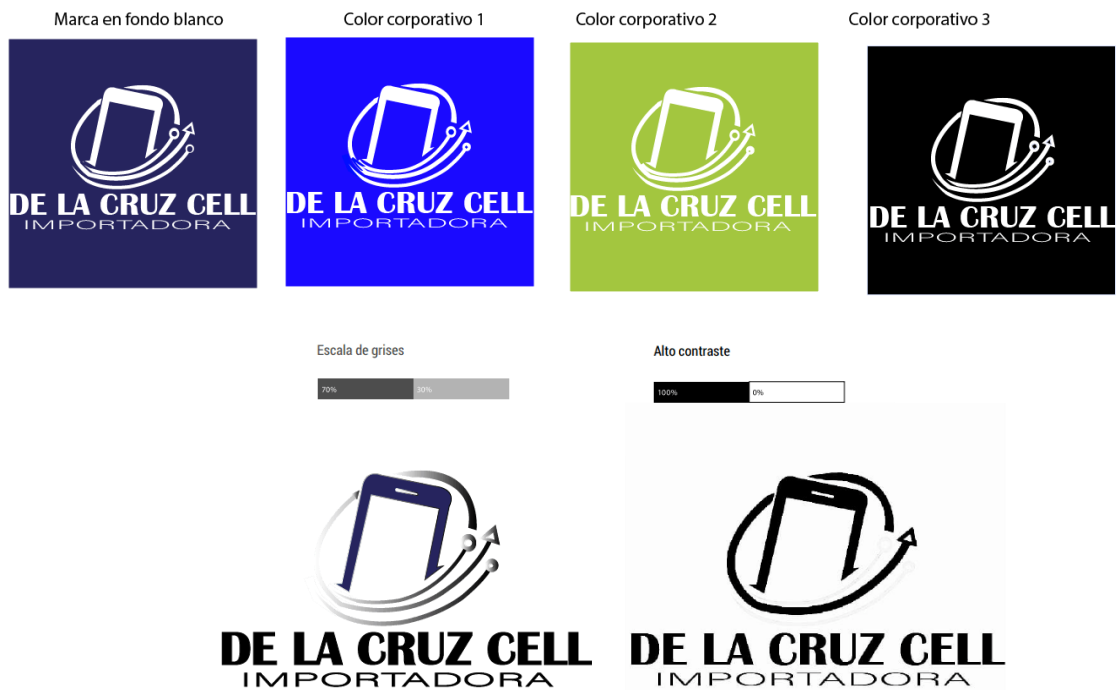 Marca en fondo blanco
Color corporativo 1
Color corporativo 2
Color corporativo 3
DE LA CRUZ CELL
IMPORTADORA
DE LA CRUZ CELL
IMPORTADORA
DE LA CRUZ CELL
IMPORTADORA
DE LA CRUZ CELL
IMPORTADORA
Escala de grises
70%
30%
Alto contraste
100%
0%
DE LA CRUZ CELL
IMPORTADORA
DE LA CRUZ CELL
IMPORTADORA